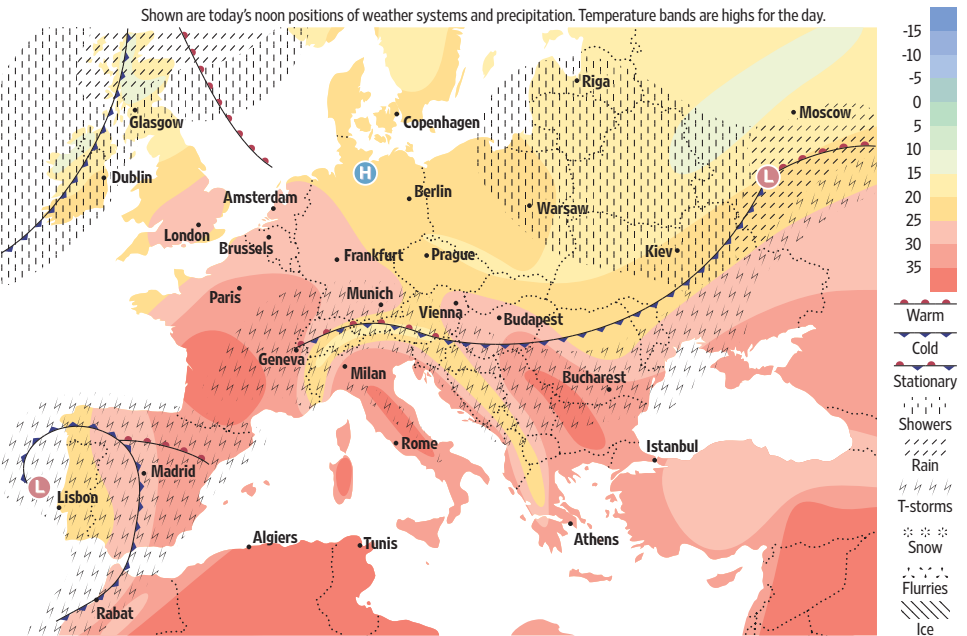 Shown are today's noon positions of weather systems and precipitation. Temperature bands are highs for the day.
-15
-10
-5
0
5
10
15
20
25
30
35
Warm
Cold
Stationary
Showers
Rain
T-storms
Snow
Flurries
Ice
Riga
Moscow
Glasgow
Copenhagen
H
L
Dublin
Berlin
Amsterdam
Warsaw
London
Brussels
Frankfurt
Prague
Kiev
Paris
Munich
Vienna
Budapest
Geneva
Milan
Bucharest
Rome
Istanbul
Madrid
L
Lisbon
Athens
Algiers
Tunis
Rabat